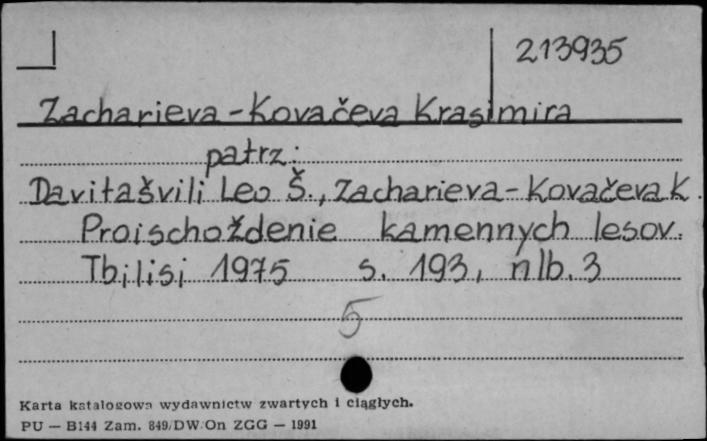 213935
Zacharieva-Kovačeva Krasimira
patrz:
Davitašvili Leo Š., Zacharieva-Kovačeva K.
Proischoždenie kamennych lesov.
Tbilisi 1975 s. 193, nlb. 3
5
Karta katalogowa wydawnictw zwartych i ciągłych.
PU — B144 Zam. 849/DW/On ZGG — 1991